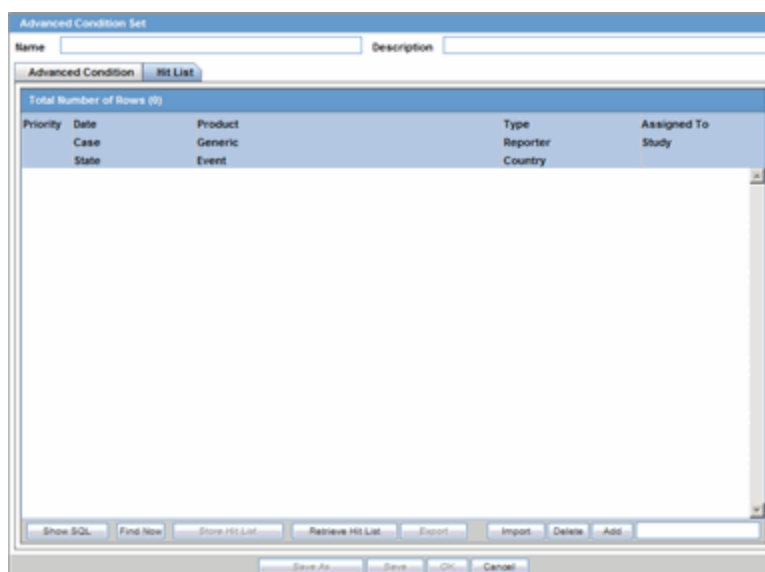 Advanced Condition Set
Name Description
Advanced Condition Hit List
Total Number of Rows (0)
Priority Date Product Type Assigned To
Case Generic Reporter Study
State Event Country
Show SQL Find Now Store Hit List Retrieve Hit List Export Import Delete Add
Save As Save OK Cancel